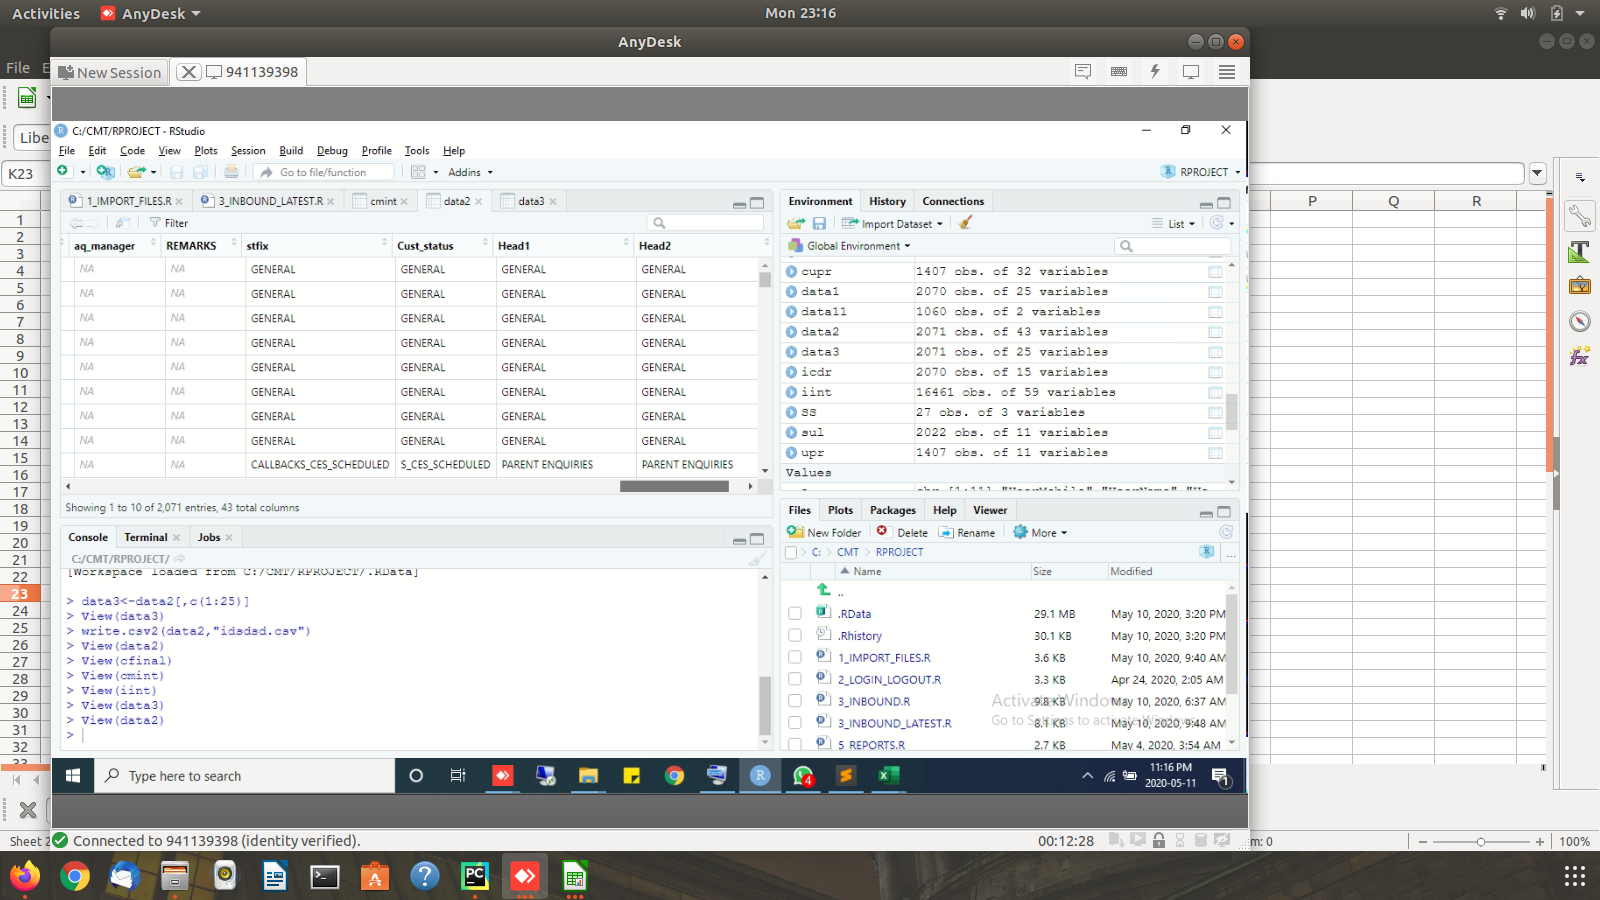 Activities AnyDesk Mon 23:16
AnyDesk
File E
New Session 941139398
Libe
K23
C:/CMT/RPROJECT - RStudio
File Edit Code View Plots Session Build Debug Profile Tools Help
Go to file/function Addins RPROJECT
1_IMPORT_FILES.R 3_INBOUND_LATEST.R cmint data2 data3
Filter
aq_manager REMARKS stfix Cust_status Head1 Head2
NA NA GENERAL GENERAL GENERAL GENERAL
NA NA GENERAL GENERAL GENERAL GENERAL
NA NA GENERAL GENERAL GENERAL GENERAL
NA NA GENERAL GENERAL GENERAL GENERAL
NA NA GENERAL GENERAL GENERAL GENERAL
NA NA GENERAL GENERAL GENERAL GENERAL
NA NA GENERAL GENERAL GENERAL GENERAL
NA NA GENERAL GENERAL GENERAL GENERAL
NA NA CALLBACKS_CES_SCHEDULED S_CES_SCHEDULED PARENT ENQUIRIES PARENT ENQUIRIES
Showing 1 to 10 of 2,071 entries, 43 total columns
Console Terminal Jobs
C:/CMT/RPROJECT/
[Workspace loaded from C:/CMT/RPROJECT/.RData]
> data3<-data2[,c(1:25)]
> View(data3)
> write.csv2(data2,"idsdsd.csv")
> View(data2)
> View(cfinal)
> View(cmint)
> View(iint)
> View(data3)
> View(data2)
>
Environment History Connections
Import Dataset List
Global Environment
cupr 1407 obs. of 32 variables
data1 2070 obs. of 25 variables
data11 1060 obs. of 2 variables
data2 2071 obs. of 43 variables
data3 2071 obs. of 25 variables
icdr 2070 obs. of 15 variables
iint 16461 obs. of 59 variables
SS 27 obs. of 3 variables
sul 2022 obs. of 11 variables
upr 1407 obs. of 11 variables
Values
Files Plots Packages Help Viewer
New Folder Delete Rename More
C: CMT RPROJECT ...
Name Size Modified
..
.RData 29.1 MB May 10, 2020, 3:20 PM
.Rhistory 30.1 KB May 10, 2020, 3:20 PM
1_IMPORT_FILES.R 3.6 KB May 10, 2020, 9:40 AM
2_LOGIN_LOGOUT.R 3.3 KB Apr 24, 2020, 2:05 AM
3_INBOUND.R 9.8 KB May 10, 2020, 6:37 AM
3_INBOUND_LATEST.R 8.1 KB May 10, 2020, 9:48 AM
5_REPORTS.R 2.7 KB May 4, 2020, 3:54 AM
Activate Windows
Go to Settings to activate Windows.
Type here to search
4
11:16 PM
2020-05-11
1
P Q R
1
2
3
4
5
6
7
8
9
10
11
12
13
14
15
16
17
18
19
20
21
22
23
24
25
26
27
28
29
30
31
32
33
Connected to 941139398 (identity verified). 00:12:28
Sheet 2 m: 0 100%